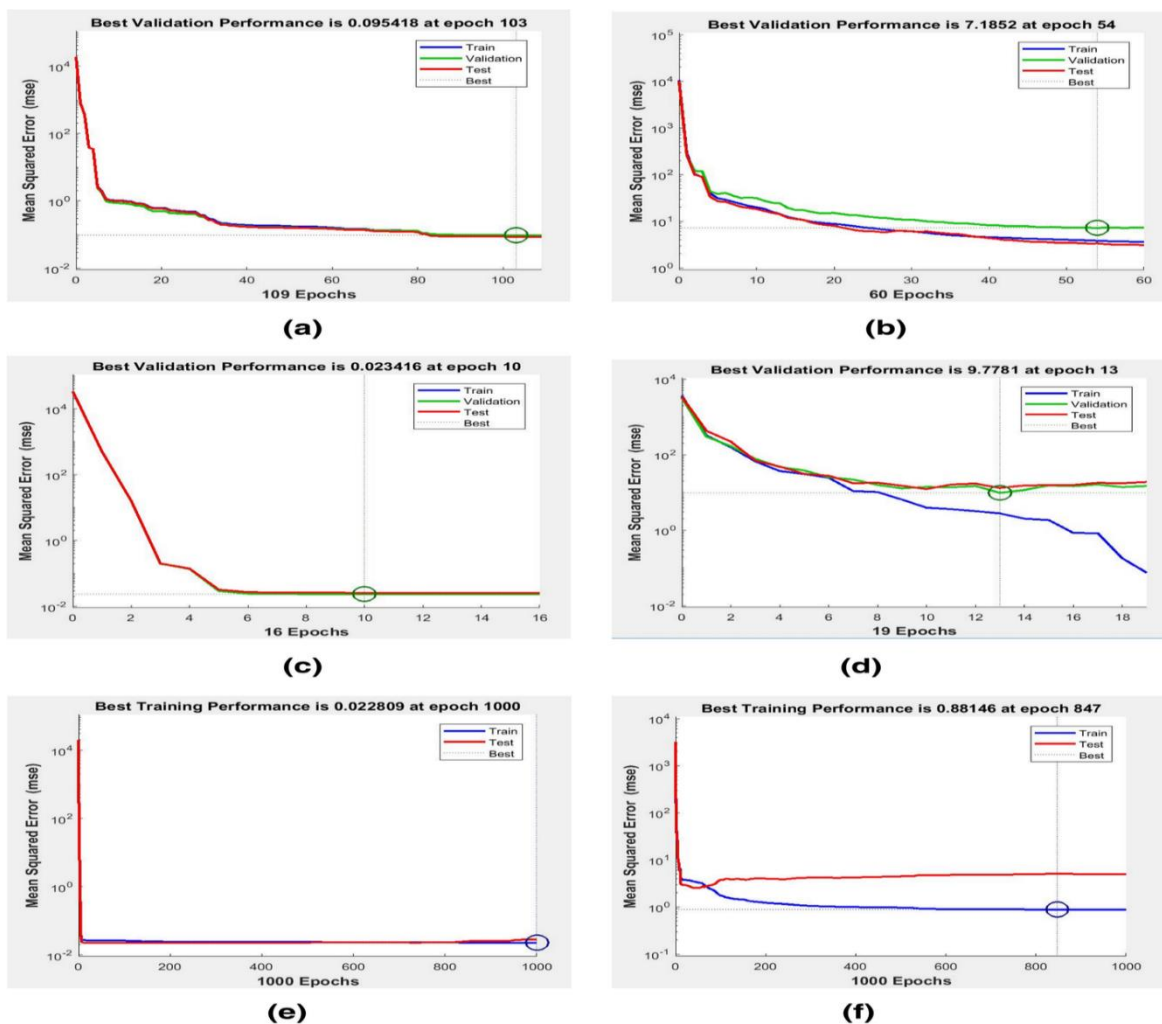 Best Validation Performance is 0.095418 at epoch 103
Mean Squared Error (mse)
10^4
10^2
10^0
10^-2
Train
Validation
Test
Best
0 20 40 60 80 100
109 Epochs
(a)
Best Validation Performance is 7.1852 at epoch 54
Mean Squared Error (mse)
10^5
10^4
10^3
10^2
10^1
10^0
Train
Validation
Test
Best
0 10 20 30 40 50 60
60 Epochs
(b)
Best Validation Performance is 0.023416 at epoch 10
Mean Squared Error (mse)
10^4
10^2
10^0
10^-2
Train
Validation
Test
Best
0 2 4 6 8 10 12 14 16
16 Epochs
(c)
Best Validation Performance is 9.7781 at epoch 13
Mean Squared Error (mse)
10^4
10^2
10^0
10^-2
Train
Validation
Test
Best
0 2 4 6 8 10 12 14 16 18
19 Epochs
(d)
Best Training Performance is 0.022809 at epoch 1000
Mean Squared Error (mse)
10^4
10^2
10^0
10^-2
Train
Test
Best
0 200 400 600 800 1000
1000 Epochs
(e)
Best Training Performance is 0.88146 at epoch 847
Mean Squared Error (mse)
10^4
10^3
10^2
10^1
10^0
10^-1
Train
Test
Best
0 200 400 600 800 1000
1000 Epochs
(f)